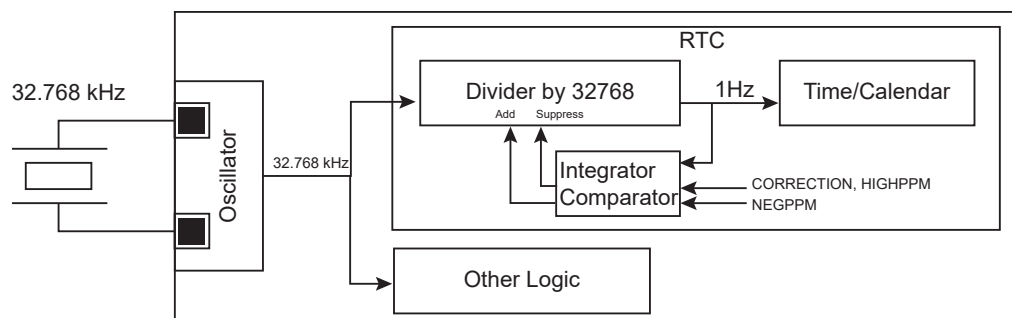 RTC
32.768 kHz
Divider by 32768
Add Suppress
1Hz
Time/Calendar
Oscillator
32.768 kHz
Integrator
Comparator
CORRECTION, HIGHPPM
NEGPPM
Other Logic